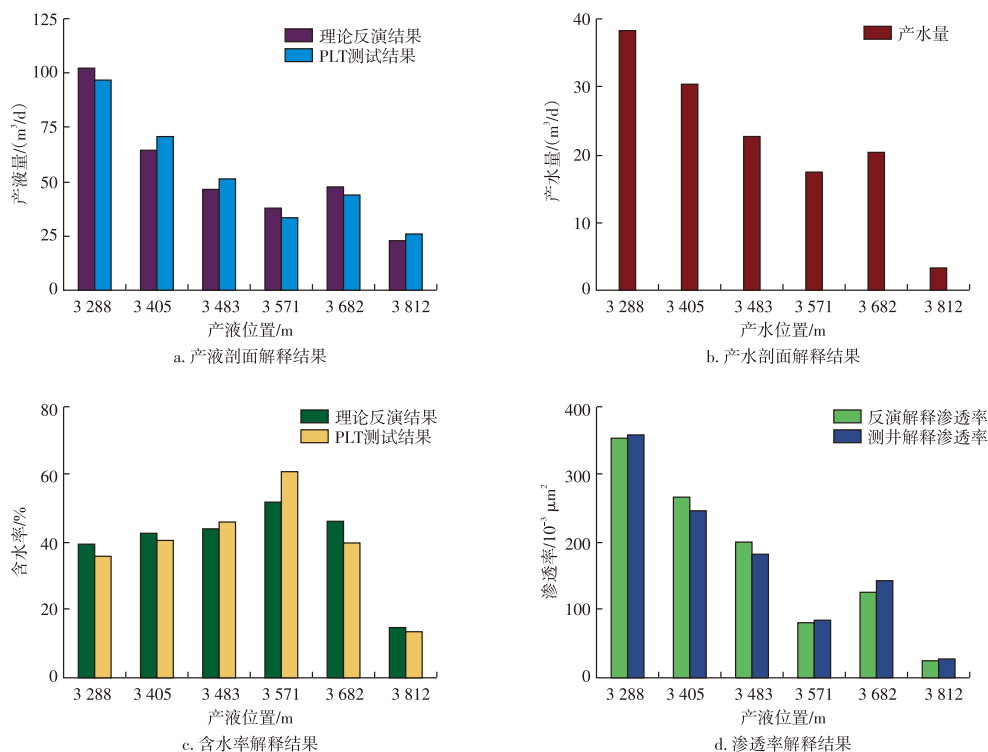 125
100
75
50
25
0
产液量/(m³/d)
理论反演结果
PLT测试结果
3 288 3 405 3 483 3 571 3 682 3 812
产液位置/m
a. 产液剖面解释结果
40
30
20
10
0
产水量/(m³/d)
产水量
3 288 3 405 3 483 3 571 3 682 3 812
产水位置/m
b. 产水剖面解释结果
80
60
40
20
0
含水率/%
理论反演结果
PLT测试结果
3 288 3 405 3 483 3 571 3 682 3 812
产液位置/m
c. 含水率解释结果
400
300
200
100
0
渗透率/10⁻³ μm²
反演解释渗透率
测井解释渗透率
3 288 3 405 3 483 3 571 3 682 3 812
产液位置/m
d. 渗透率解释结果